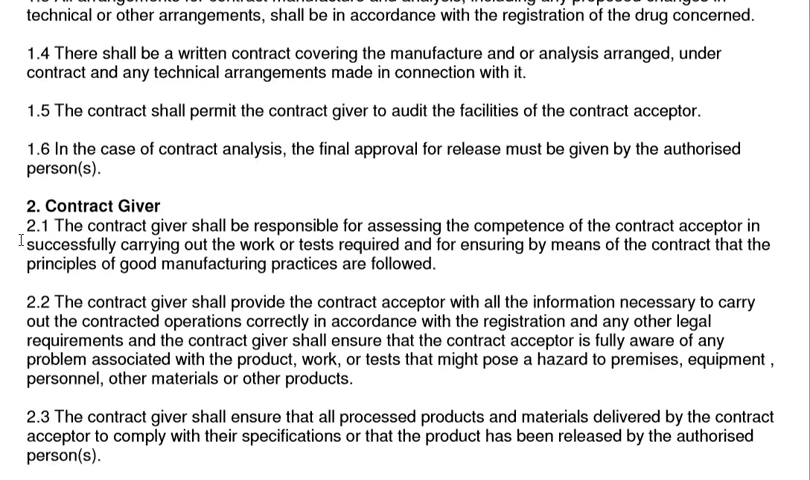 technical or other arrangements, shall be in accordance with the registration of the drug concerned.
1.4 There shall be a written contract covering the manufacture and or analysis arranged, under
contract and any technical arrangements made in connection with it.
1.5 The contract shall permit the contract giver to audit the facilities of the contract acceptor.
1.6 In the case of contract analysis, the final approval for release must be given by the authorised
person(s).
2. Contract Giver
2.1 The contract giver shall be responsible for assessing the competence of the contract acceptor in
successfully carrying out the work or tests required and for ensuring by means of the contract that the
principles of good manufacturing practices are followed.
2.2 The contract giver shall provide the contract acceptor with all the information necessary to carry
out the contracted operations correctly in accordance with the registration and any other legal
requirements and the contract giver shall ensure that the contract acceptor is fully aware of any
problem associated with the product, work, or tests that might pose a hazard to premises, equipment ,
personnel, other materials or other products.
2.3 The contract giver shall ensure that all processed products and materials delivered by the contract
acceptor to comply with their specifications or that the product has been released by the authorised
person(s).